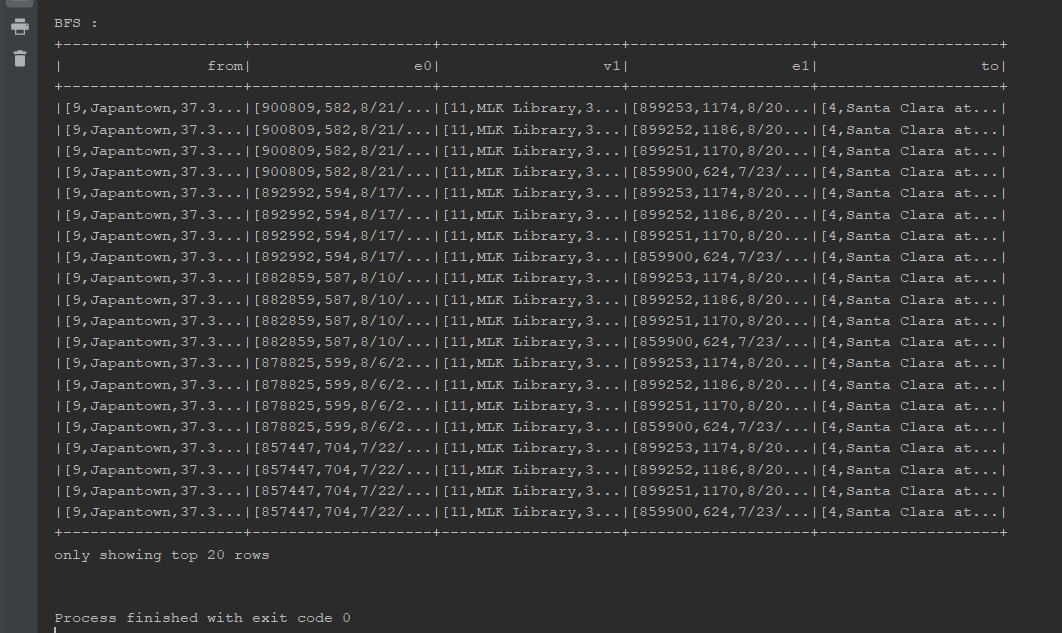 BFS :
+--------------------+--------------------+--------------------+--------------------+--------------------+
|                from|                  e0|                  v1|                  e1|                  to|
+--------------------+--------------------+--------------------+--------------------+--------------------+
|[9,Japantown,37.3...|[900809,582,8/21/...|[11,MLK Library,3...|[899253,1174,8/20...|[4,Santa Clara at...|
|[9,Japantown,37.3...|[900809,582,8/21/...|[11,MLK Library,3...|[899252,1186,8/20...|[4,Santa Clara at...|
|[9,Japantown,37.3...|[900809,582,8/21/...|[11,MLK Library,3...|[899251,1170,8/20...|[4,Santa Clara at...|
|[9,Japantown,37.3...|[900809,582,8/21/...|[11,MLK Library,3...|[859900,624,7/23/...|[4,Santa Clara at...|
|[9,Japantown,37.3...|[892992,594,8/17/...|[11,MLK Library,3...|[899253,1174,8/20...|[4,Santa Clara at...|
|[9,Japantown,37.3...|[892992,594,8/17/...|[11,MLK Library,3...|[899252,1186,8/20...|[4,Santa Clara at...|
|[9,Japantown,37.3...|[892992,594,8/17/...|[11,MLK Library,3...|[899251,1170,8/20...|[4,Santa Clara at...|
|[9,Japantown,37.3...|[892992,594,8/17/...|[11,MLK Library,3...|[859900,624,7/23/...|[4,Santa Clara at...|
|[9,Japantown,37.3...|[882859,587,8/10/...|[11,MLK Library,3...|[899253,1174,8/20...|[4,Santa Clara at...|
|[9,Japantown,37.3...|[882859,587,8/10/...|[11,MLK Library,3...|[899252,1186,8/20...|[4,Santa Clara at...|
|[9,Japantown,37.3...|[882859,587,8/10/...|[11,MLK Library,3...|[899251,1170,8/20...|[4,Santa Clara at...|
|[9,Japantown,37.3...|[882859,587,8/10/...|[11,MLK Library,3...|[859900,624,7/23/...|[4,Santa Clara at...|
|[9,Japantown,37.3...|[878825,599,8/6/2...|[11,MLK Library,3...|[899253,1174,8/20...|[4,Santa Clara at...|
|[9,Japantown,37.3...|[878825,599,8/6/2...|[11,MLK Library,3...|[899252,1186,8/20...|[4,Santa Clara at...|
|[9,Japantown,37.3...|[878825,599,8/6/2...|[11,MLK Library,3...|[899251,1170,8/20...|[4,Santa Clara at...|
|[9,Japantown,37.3...|[878825,599,8/6/2...|[11,MLK Library,3...|[859900,624,7/23/...|[4,Santa Clara at...|
|[9,Japantown,37.3...|[857447,704,7/22/...|[11,MLK Library,3...|[899253,1174,8/20...|[4,Santa Clara at...|
|[9,Japantown,37.3...|[857447,704,7/22/...|[11,MLK Library,3...|[899252,1186,8/20...|[4,Santa Clara at...|
|[9,Japantown,37.3...|[857447,704,7/22/...|[11,MLK Library,3...|[899251,1170,8/20...|[4,Santa Clara at...|
|[9,Japantown,37.3...|[857447,704,7/22/...|[11,MLK Library,3...|[859900,624,7/23/...|[4,Santa Clara at...|
+--------------------+--------------------+--------------------+--------------------+--------------------+
only showing top 20 rows
Process finished with exit code 0